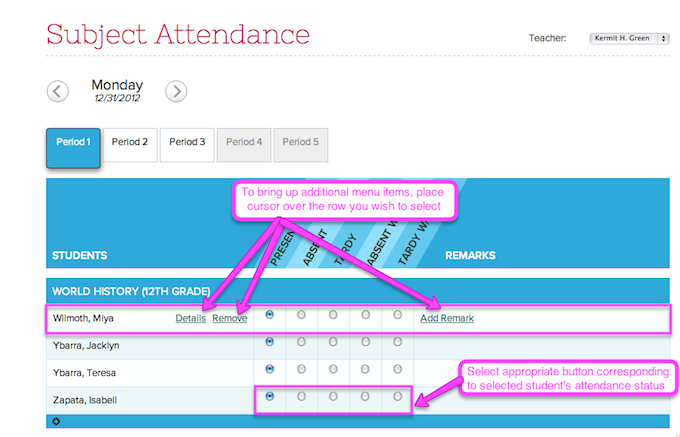 Subject Attendance
Teacher:
Kermit H. Green
Monday
12/31/2012
Period 1
Period 2
Period 3
Period 4
Period 5
To bring up additional menu items, place
cursor over the row you wish to select
STUDENTS
PRESEN
ABSENT
TARDY
ABSENT W
TARDY W
REMARKS
WORLD HISTORY (12TH GRADE)
Wilmoth, Miya Details Remove Add Remark
Ybarra, Jacklyn
Ybarra, Teresa
Select appropriate button corresponding
to selected student's attendance status
Zapata, Isabell